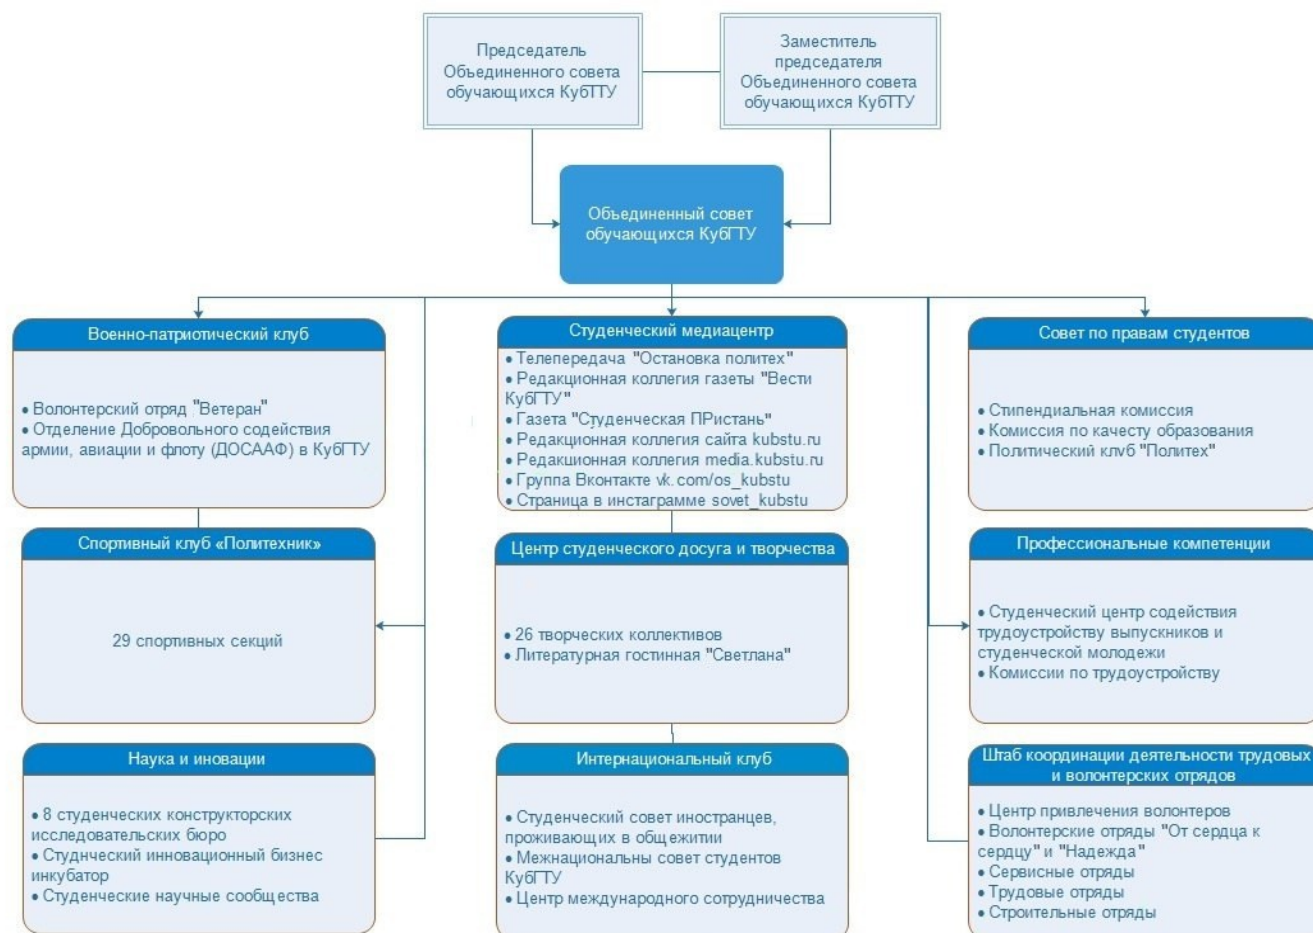 Председатель
Объединенного совета
обучающихся КубГТУ
Заместитель
председателя
Объединенного совета
обучающихся КубГТУ
Объединенный совет
обучающихся КубГТУ
Военно-патриотический клуб
• Волонтерский отряд "Ветеран"
• Отделение Добровольного содействия
армии, авиации и флоту (ДОСААФ) в КубГТУ
Студенческий медиацентр
• Телепередача "Остановка политех"
• Редакционная коллегия газеты "Вести
КубГТУ"
• Газета "Студенческая ПРистань"
• Редакционная коллегия сайта kubstu.ru
• Редакционная коллегия media.kubstu.ru
• Группа Вконтакте vk.com/os_kubstu
• Страница в инстаграмме sovet_kubstu
Совет по правам студентов
• Стипендиальная комиссия
• Комиссия по качесту образования
• Политический клуб "Политех"
Спортивный клуб «Политехник»
29 спортивных секций
Центр студенческого досуга и творчества
• 26 творческих коллективов
• Литературная гостинная "Светлана"
Профессиональные компетенции
• Студенческий центр содействия
трудоустройству выпускников и
студенческой молодежи
• Комиссии по трудоустройству
Наука и иновации
• 8 студенческих конструкторских
исследовательских бюро
• Студнческий инновационный бизнес
инкубатор
• Студенческие научные сообщества
Интернациональный клуб
• Студенческий совет иностранцев,
проживающих в общежитии
• Межнациональны совет студентов
КубГТУ
• Центр международного сотрудничества
Штаб координации деятельности трудовых
и волонтерских отрядов
• Центр привлечения волонтеров
• Волонтерские отряды "От сердца к
сердцу" и "Надежда"
• Сервисные отряды
• Трудовые отряды
• Строительные отряды